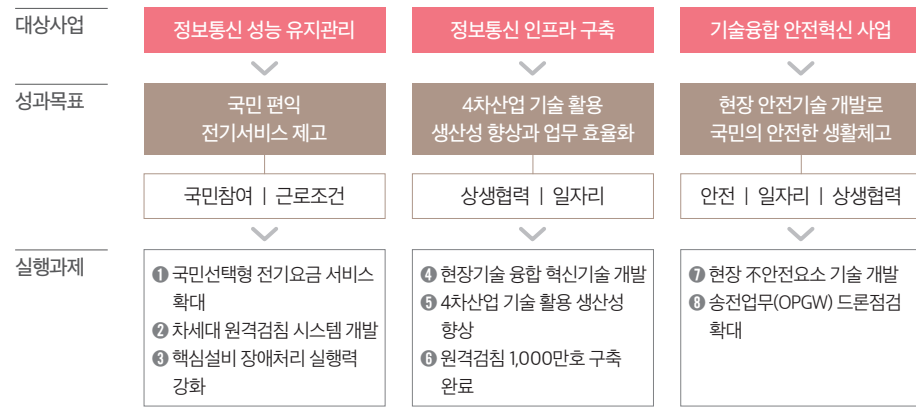 대상사업
정보통신 성능 유지관리
정보통신 인프라 구축
기술융합 안전혁신 사업
성과목표
국민 편익
전기서비스 제고
4차산업 기술 활용
생산성 향상과 업무 효율화
현장 안전기술 개발로
국민의 안전한 생활체고
국민참여 | 근로조건
상생협력 | 일자리
안전 | 일자리 | 상생협력
실행과제
❶ 국민선택형 전기요금 서비스
확대
❷ 차세대 원격검침 시스템 개발
❸ 핵심설비 장애처리 실행력
강화
❹ 현장기술 융합 혁신기술 개발
❺ 4차산업 기술 활용 생산성
향상
❻ 원격검침 1,000만호 구축
완료
❼ 현장 불안전요소 기술 개발
❽ 송전업무(OPGW) 드론점검
확대